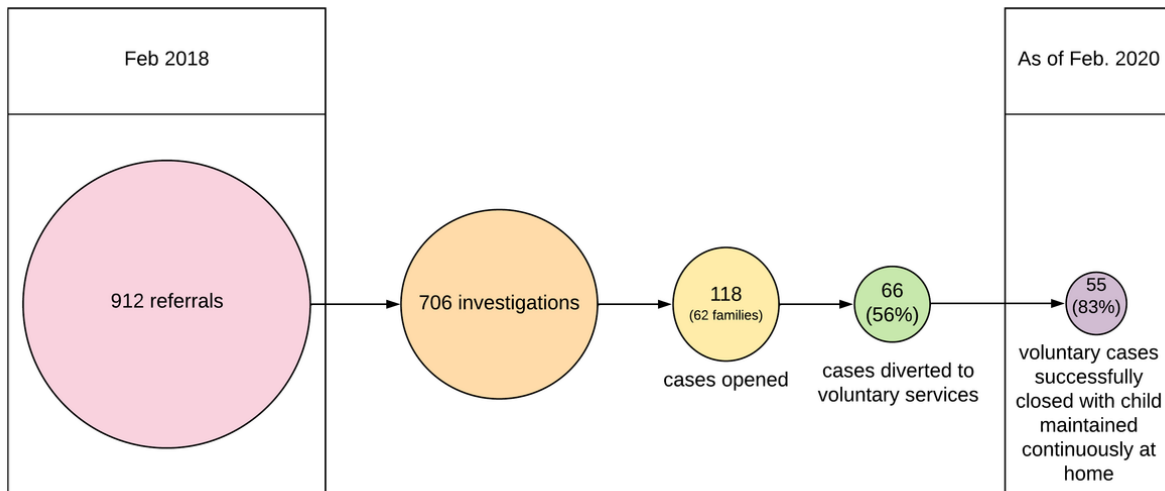 Feb 2018
As of Feb. 2020
912 referrals
706 investigations
118
(62 families)
cases opened
66
(56%)
cases diverted to
voluntary services
55
(83%)
voluntary cases
successfully
closed with child
maintained
continuously at
home